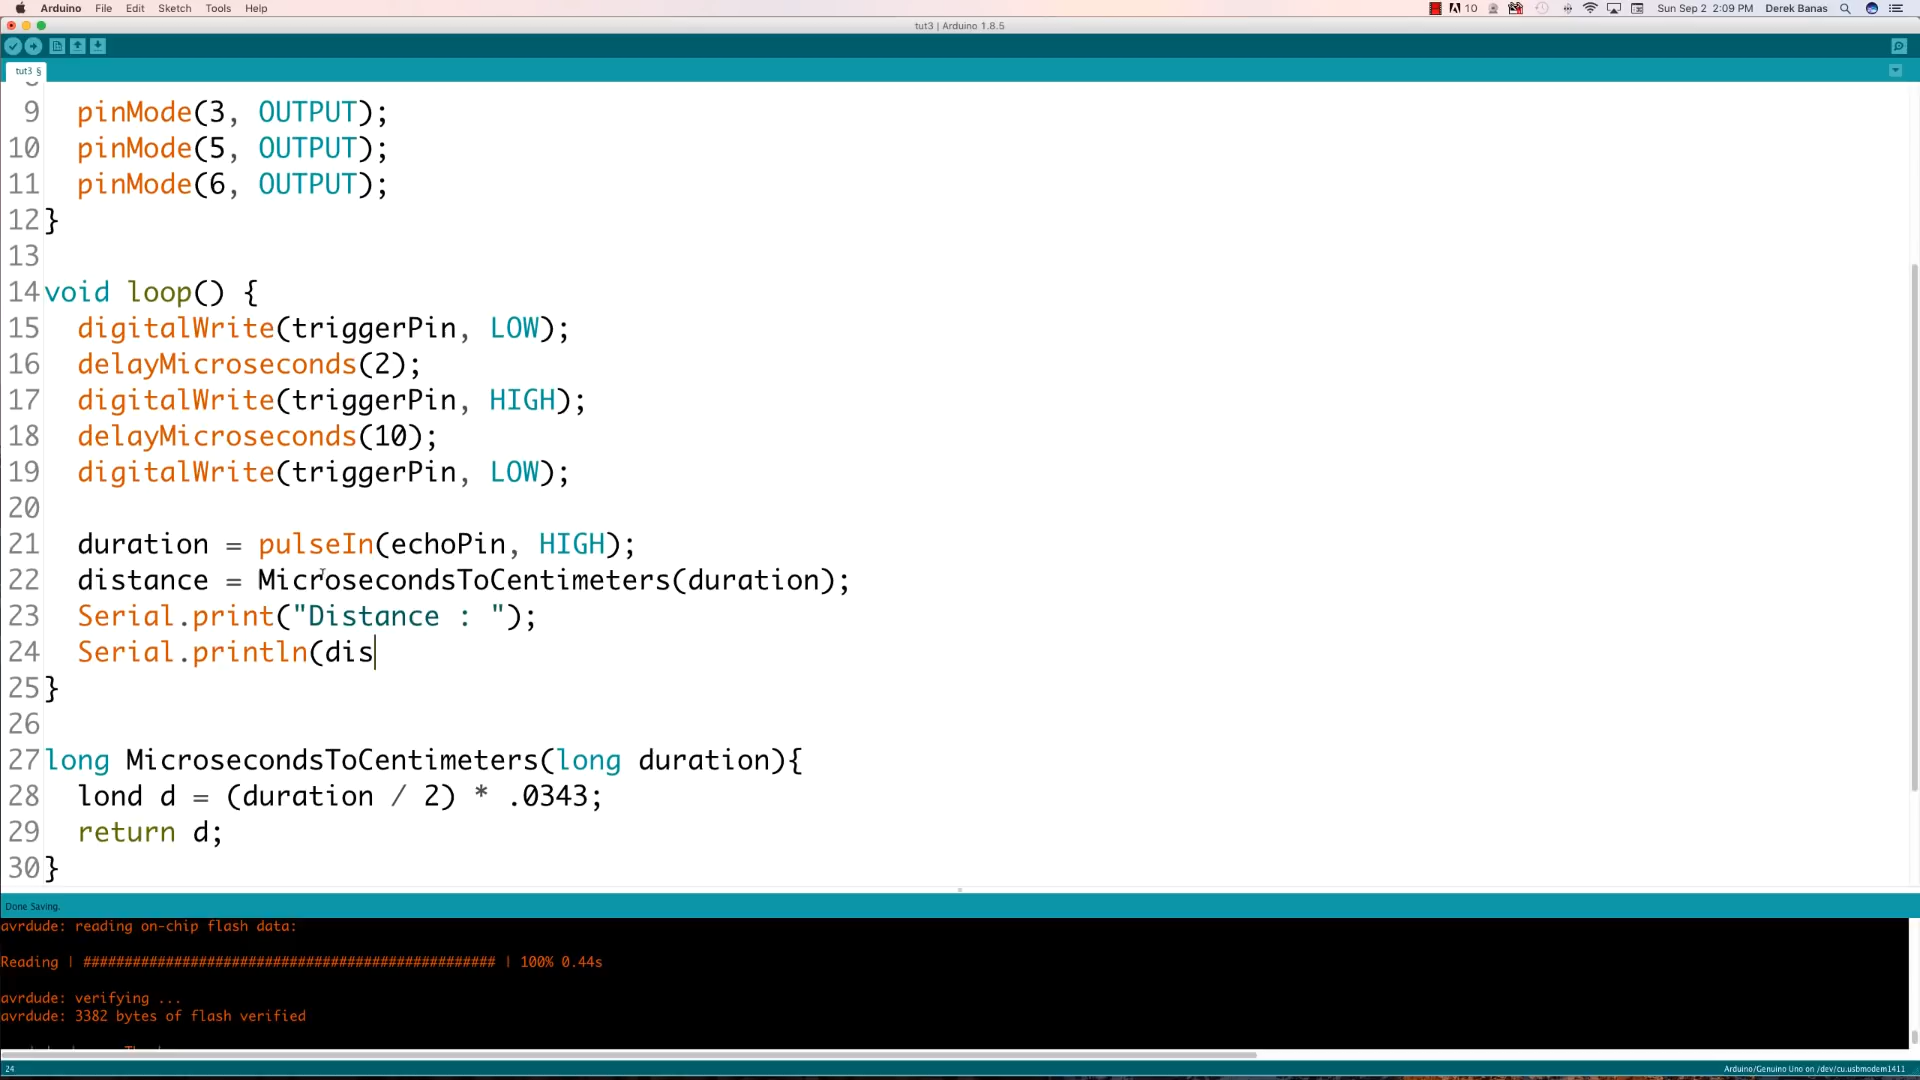 Arduino File Edit Sketch Tools Help
10 Sun Sep 2 2:09 PM Derek Banas
tut3 | Arduino 1.8.5
tut3 §
9 pinMode(3, OUTPUT);
10 pinMode(5, OUTPUT);
11 pinMode(6, OUTPUT);
12 }
13
14 void loop() {
15 digitalWrite(triggerPin, LOW);
16 delayMicroseconds(2);
17 digitalWrite(triggerPin, HIGH);
18 delayMicroseconds(10);
19 digitalWrite(triggerPin, LOW);
20
21 duration = pulseIn(echoPin, HIGH);
22 distance = MicrosecondsToCentimeters(duration);
23 Serial.print("Distance : ");
24 Serial.println(dis
25 }
26
27 long MicrosecondsToCentimeters(long duration){
28 lond d = (duration / 2) * .0343;
29 return d;
30 }
Done Saving.
avrdude: reading on-chip flash data:
Reading | ################################################## | 100% 0.44s
avrdude: verifying ...
avrdude: 3382 bytes of flash verified
24 Arduino/Genuino Uno on /dev/cu.usbmodem1411